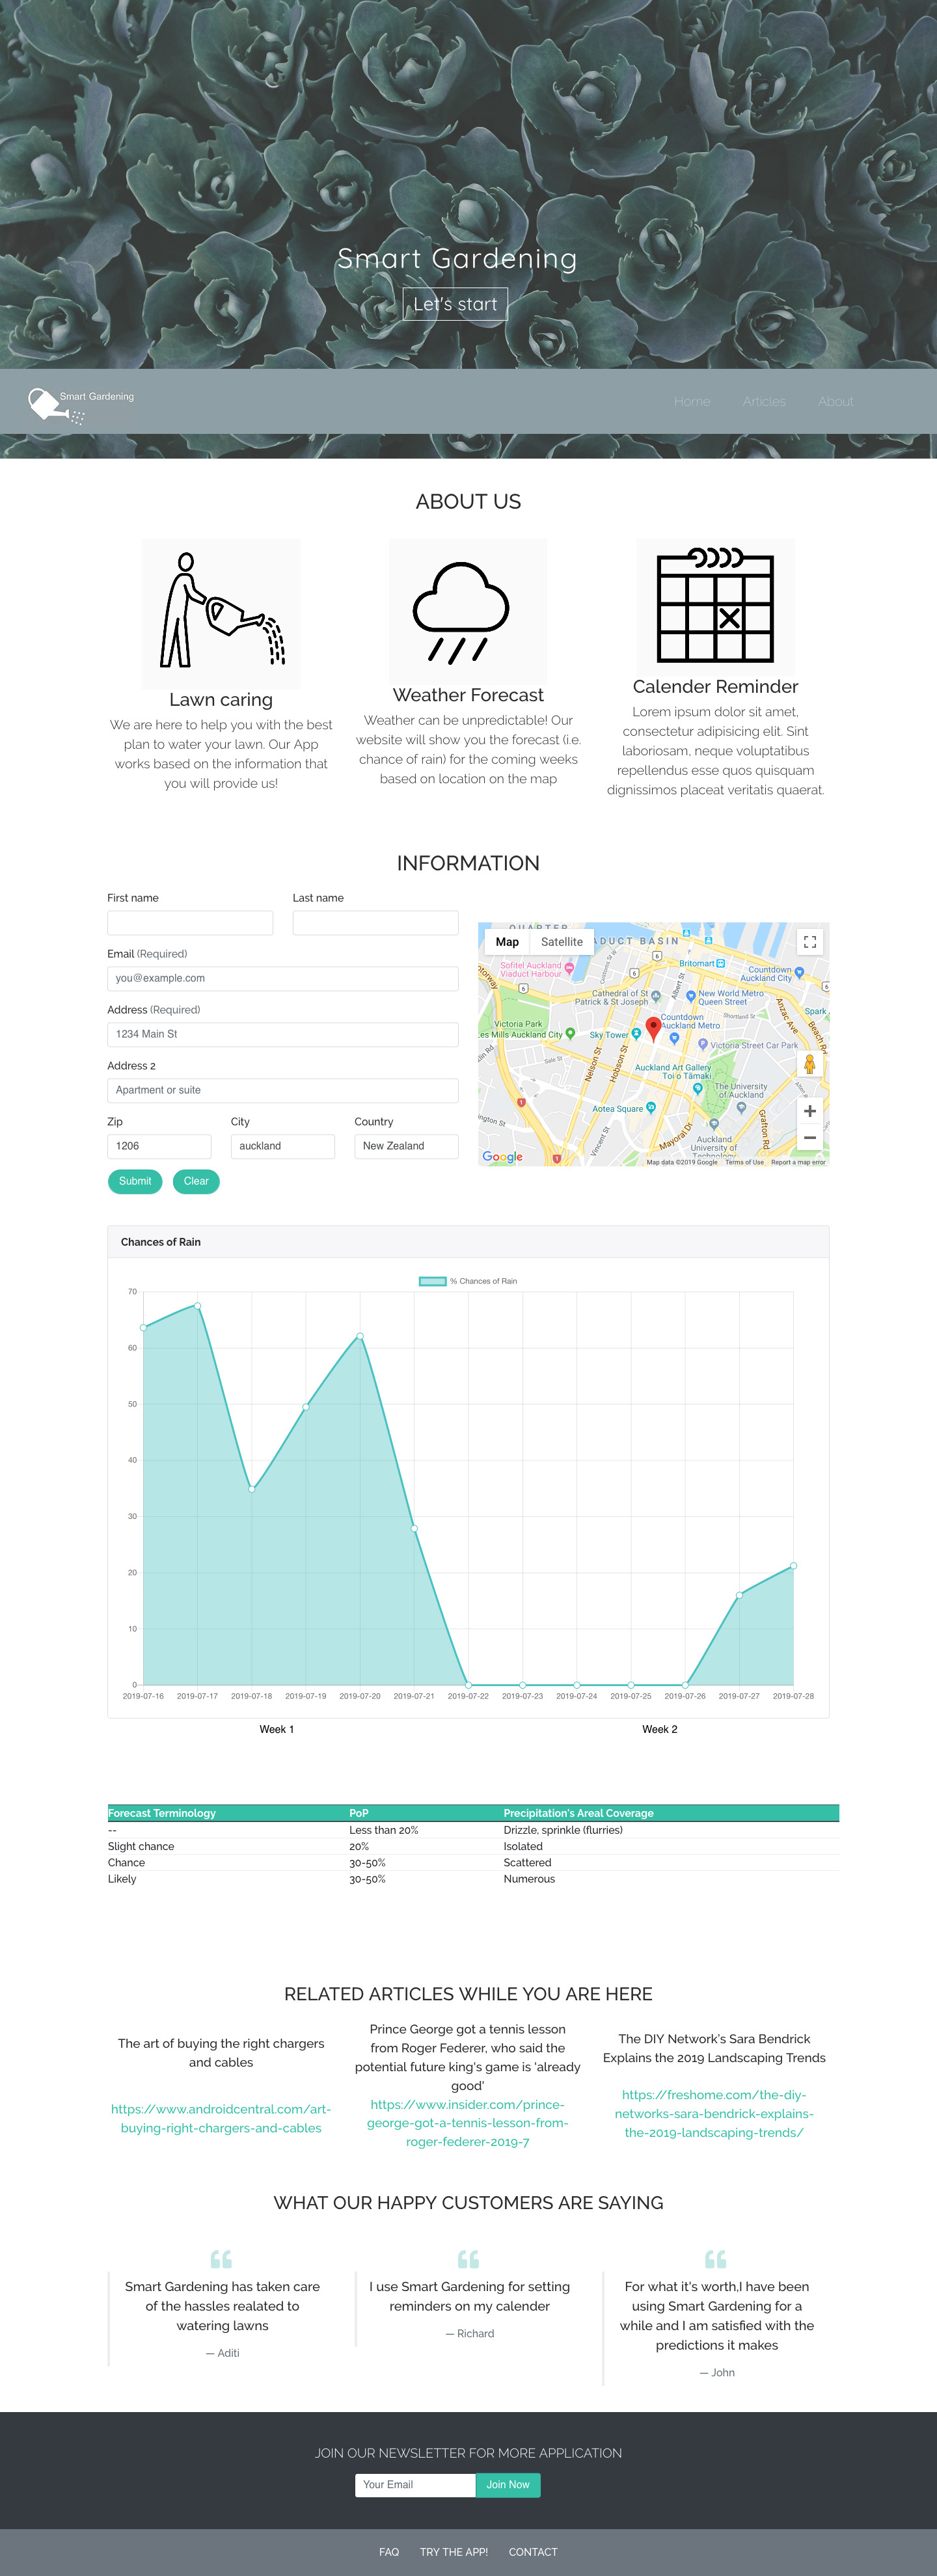 Smart Gardening
Let's start
Smart Gardening
Home Articles About
ABOUT US
Lawn caring
We are here to help you with the best
plan to water your lawn. Our App
works based on the information that
you will provide us!
Weather Forecast
Weather can be unpredictable! Our
website will show you the forecast (i.e.
chance of rain) for the coming weeks
based on location on the map
Calender Reminder
Lorem ipsum dolor sit amet,
consectetur adipisicing elit. Sint
laboriosam, neque voluptatibus
repellendus esse quos quisquam
dignissimos placeat veritatis quaerat.
INFORMATION
First name
Last name
Email (Required)
you@example.com
Address (Required)
1234 Main St
Address 2
Apartment or suite
Zip
City
Country
1206
auckland
New Zealand
Submit
Clear
QUARTER
Map
Satellite
DUCT BASIN
Sofitel Auckland
Viaduct Harbour
Britomart
Countdown
Auckland City
Cathedral of St
Patrick & St Joseph
Albert St
New World Metro
Queen Street
Shortland St
Anzac Ave
Spark
Beach Rd
Victoria Park
Les Mills Auckland City
Sky Tower
Countdown
Auckland Metro
Victoria Street Car Park
Sale St
Nelson St
Hobson St
Auckland Art Gallery
Toi o Tāmaki
The University
of Auckland
Aotea Square
Vincent St
Mayoral Dr
Grafton Rd
Auckland
University of
Technology
Google
Map data ©2019 Google
Terms of Use
Report a map error
Chances of Rain
% Chances of Rain
70
60
50
40
30
20
10
0
2019-07-16 2019-07-17 2019-07-18 2019-07-19 2019-07-20 2019-07-21 2019-07-22 2019-07-23 2019-07-24 2019-07-25 2019-07-26 2019-07-27 2019-07-28
Week 1
Week 2
Forecast Terminology PoP Precipitation's Areal Coverage
-- Less than 20% Drizzle, sprinkle (flurries)
Slight chance 20% Isolated
Chance 30-50% Scattered
Likely 30-50% Numerous
RELATED ARTICLES WHILE YOU ARE HERE
The art of buying the right chargers
and cables
https://www.androidcentral.com/art-
buying-right-chargers-and-cables
Prince George got a tennis lesson
from Roger Federer, who said the
potential future king's game is 'already
good'
https://www.insider.com/prince-
george-got-a-tennis-lesson-from-
roger-federer-2019-7
The DIY Network's Sara Bendrick
Explains the 2019 Landscaping Trends
https://freshome.com/the-diy-
networks-sara-bendrick-explains-
the-2019-landscaping-trends/
WHAT OUR HAPPY CUSTOMERS ARE SAYING
Smart Gardening has taken care
of the hassles realated to
watering lawns
— Aditi
I use Smart Gardening for setting
reminders on my calender
— Richard
For what it's worth,I have been
using Smart Gardening for a
while and I am satisfied with the
predictions it makes
— John
JOIN OUR NEWSLETTER FOR MORE APPLICATION
Your Email
Join Now
FAQ TRY THE APP! CONTACT